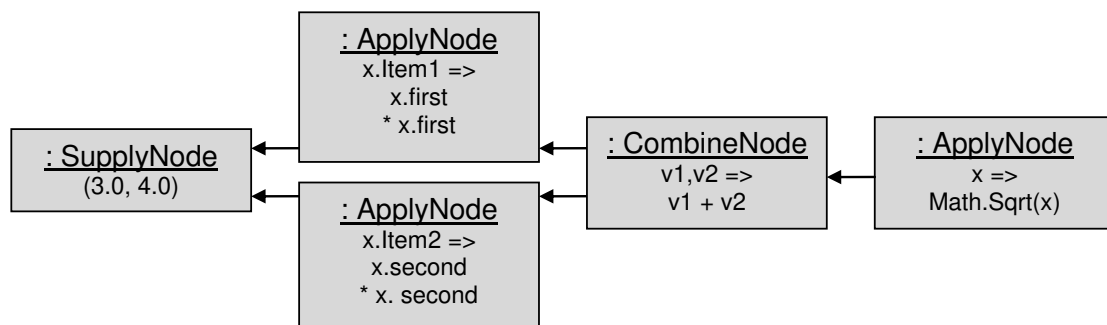 : ApplyNode
x.Item1 =>
x.first
* x.first
: SupplyNode
(3.0, 4.0)
: ApplyNode
x.Item2 =>
x.second
* x. second
: CombineNode
v1,v2 =>
v1 + v2
: ApplyNode
x =>
Math.Sqrt(x)